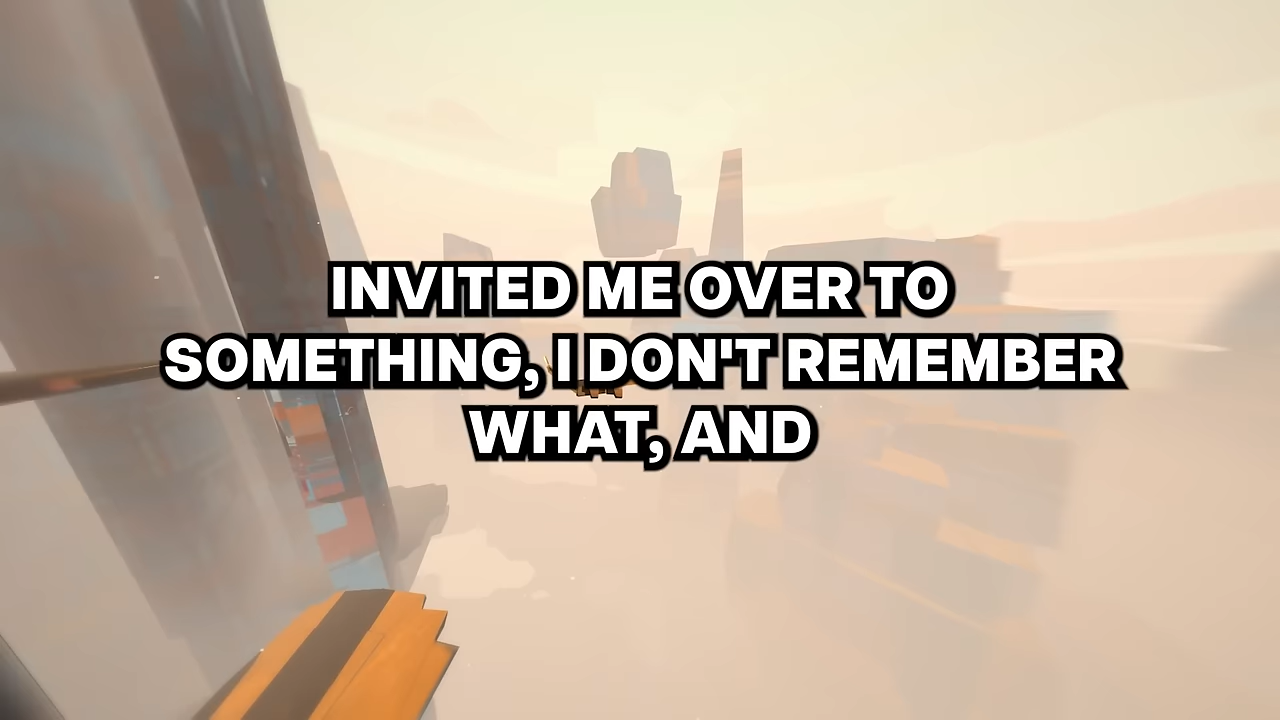 INVITED ME OVER TO
SOMETHING, I DON'T REMEMBER
WHAT, AND